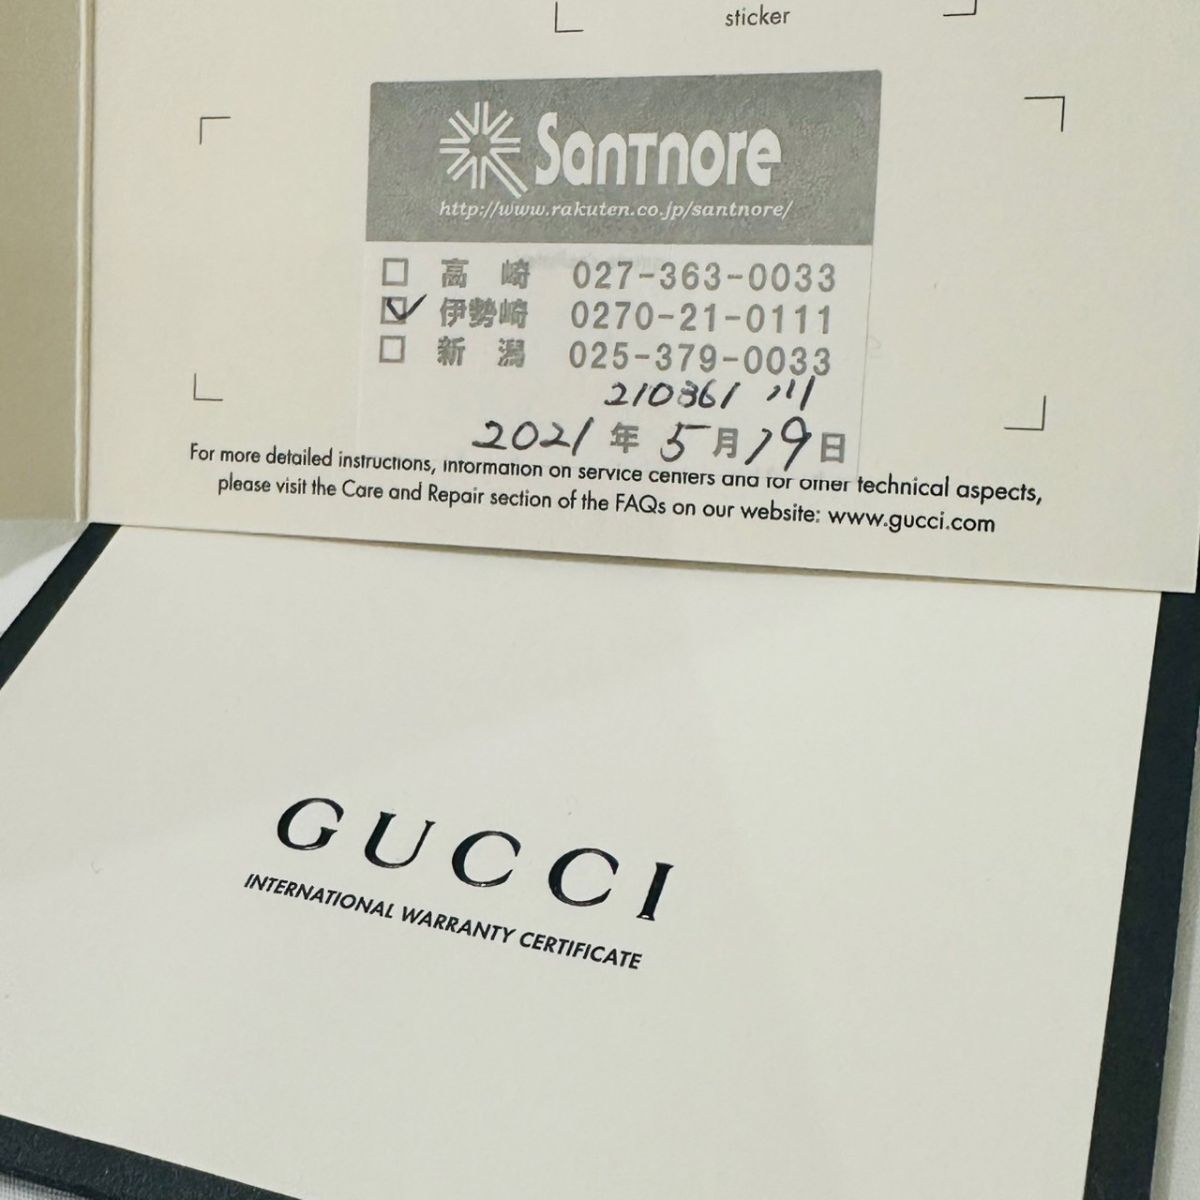 sticker
Santnore
http://www.rakuten.co.jp/santnore/
高 崎 027-363-0033
伊勢崎 0270-21-0111
新 潟 025-379-0033
210361 川
2021年5月19日
For more detailed instructions, information on service centers and for other technical aspects,
please visit the Care and Repair section of the FAQs on our website: www.gucci.com
GUCCI
INTERNATIONAL WARRANTY CERTIFICATE